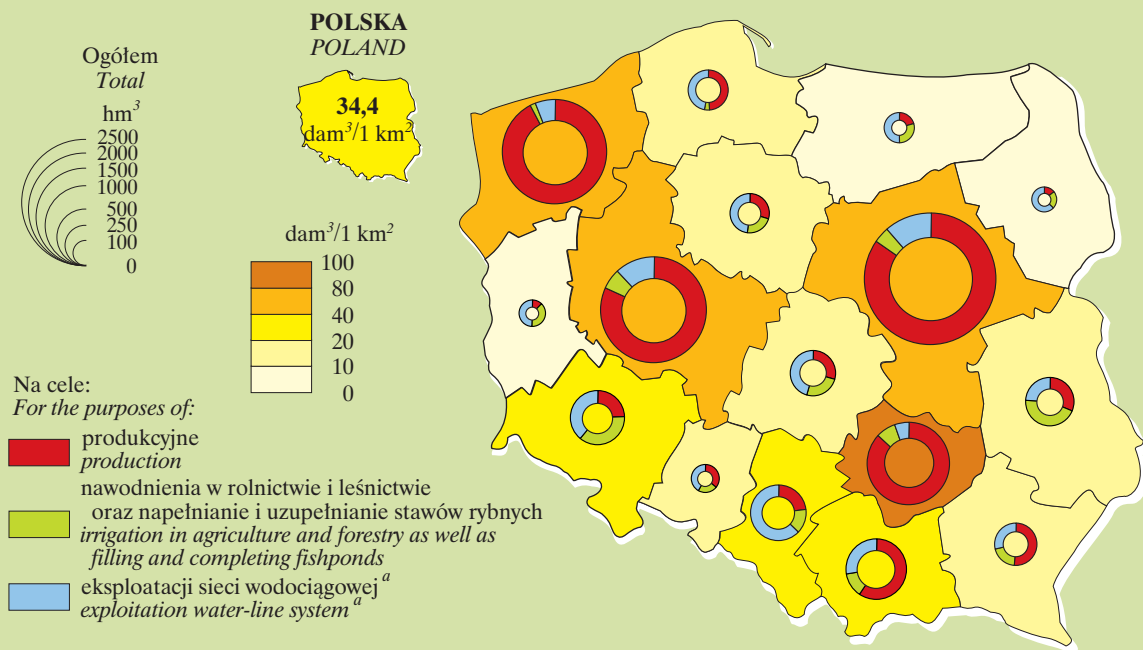 POLSKA
POLAND
34,4
dam³/1 km²
Ogółem
Total
hm³
2500
2000
1500
1000
500
250
100
0
dam³/1 km²
100
80
40
20
10
0
Na cele:
For the purposes of:
produkcyjne
production
nawodnienia w rolnictwie i leśnictwie
oraz napełnianie i uzupełnianie stawów rybnych
irrigation in agriculture and forestry as well as
filling and completing fishponds
eksploatacji sieci wodociągowej a
exploitation water-line system a